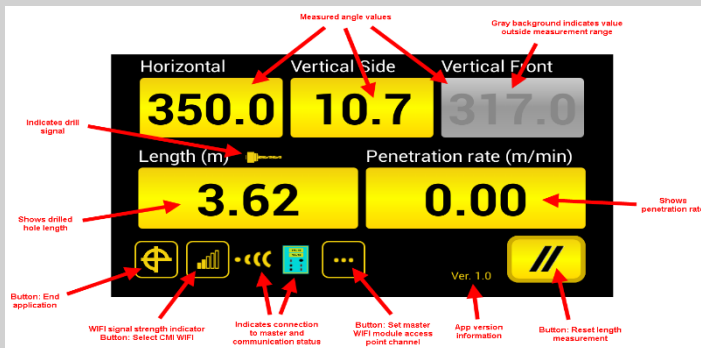 Measured angle values
Gray background indicates value
outside measurement range
Horizontal
Vertical Side
Vertical Front
350.0
10.7
317.0
Indicates drill
signal
Length (m)
Penetration rate (m/min)
3.62
0.00
Shows drilled
hole length
Shows
penetration rate
Ver. 1.0
Button: End
application
WIFI signal strength indicator
Button: Select CMI WIFI
Indicates connection
to master and
communication status
Button: Set master
WIFI module access
point channel
App version
information
Button: Reset length
measurement